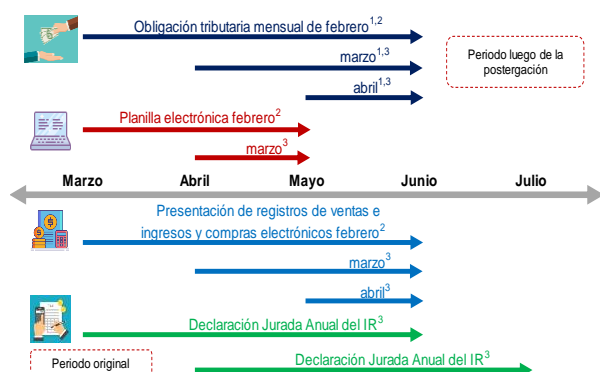 Obligación tributaria mensual de febrero1,2
marzo1,3
Periodo luego de la
postergación
abril1,3
Planilla electrónica febrero2
marzo3
Marzo Abril Mayo Junio Julio
Presentación de registros de ventas e
ingresos y compras electrónicos febrero2
marzo3
abril3
Declaración Jurada Anual del IR3
Periodo original
Declaración Jurada Anual del IR3